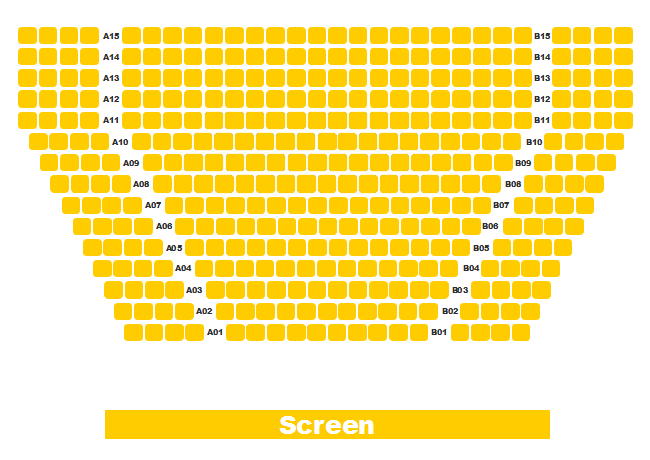 A15 B15
A14 B14
A13 B13
A12 B12
A11 B11
A10 B10
A09 B09
A08 B08
A07 B07
A06 B06
A05 B05
A04 B04
A03 B03
A02 B02
A01 B01
Screen